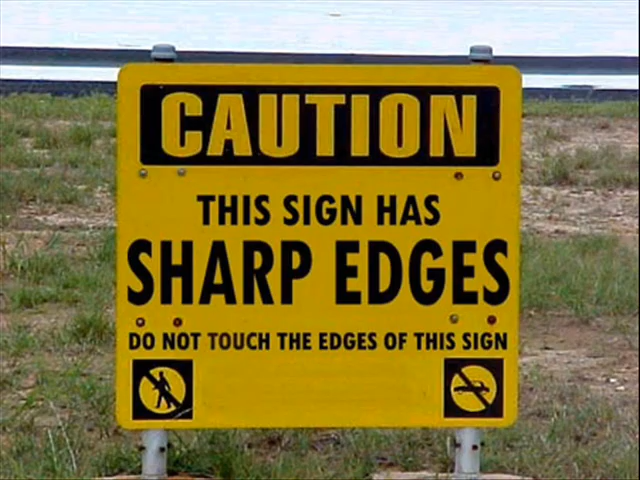 CAUTION
THIS SIGN HAS
SHARP EDGES
DO NOT TOUCH THE EDGES OF THIS SIGN